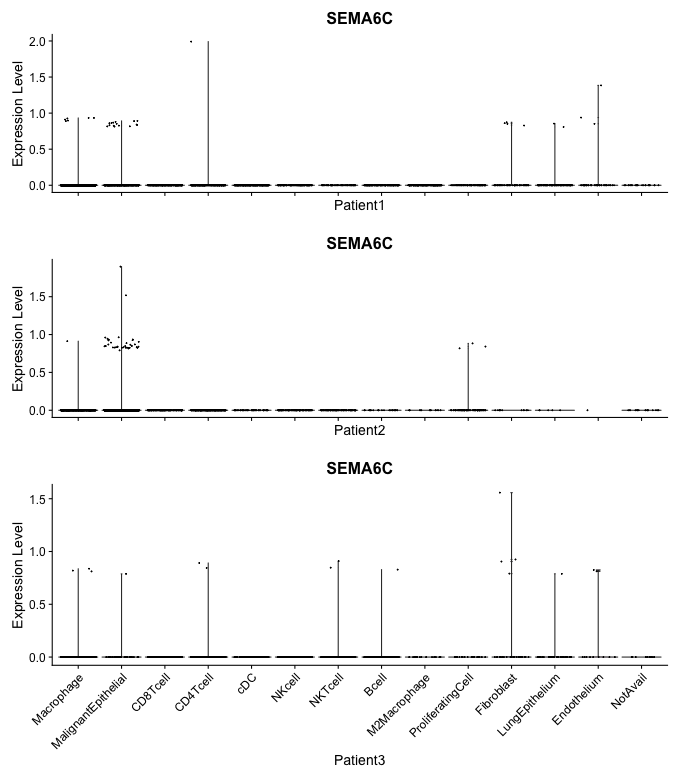 SEMA6C
Expression Level
2.0
1.5
1.0
0.5
0.0
Patient1
SEMA6C
Expression Level
1.5
1.0
0.5
0.0
Patient2
SEMA6C
Expression Level
1.5
1.0
0.5
0.0
Macrophage
MalignantEpithelial
CD8Tcell
CD4Tcell
cDC
NKcell
NKTcell
Bcell
M2Macrophage
ProliferatingCell
Fibroblast
LungEpithelium
Endothelium
NotAvail
Patient3